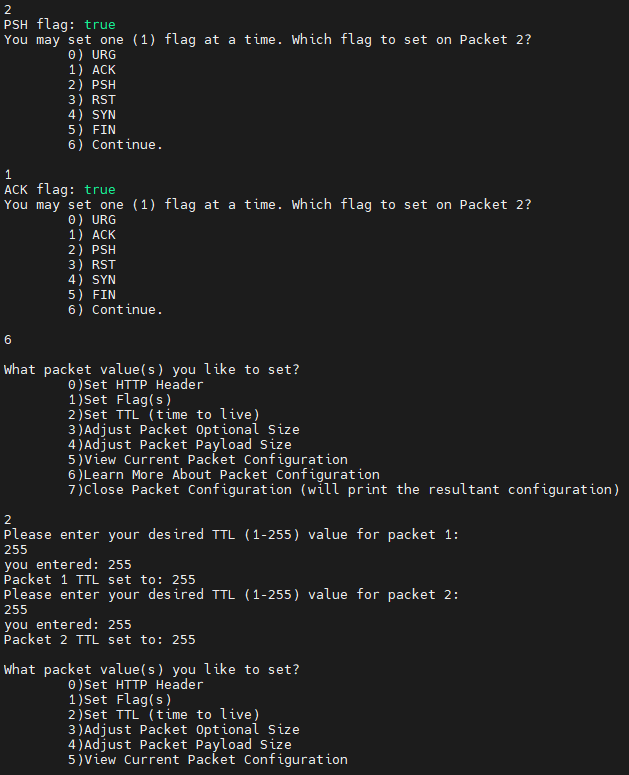 2
PSH flag: true
You may set one (1) flag at a time. Which flag to set on Packet 2?
0) URG
1) ACK
2) PSH
3) RST
4) SYN
5) FIN
6) Continue.
1
ACK flag: true
You may set one (1) flag at a time. Which flag to set on Packet 2?
0) URG
1) ACK
2) PSH
3) RST
4) SYN
5) FIN
6) Continue.
6
What packet value(s) you like to set?
0)Set HTTP Header
1)Set Flag(s)
2)Set TTL (time to live)
3)Adjust Packet Optional Size
4)Adjust Packet Payload Size
5)View Current Packet Configuration
6)Learn More About Packet Configuration
7)Close Packet Configuration (will print the resultant configuration)
2
Please enter your desired TTL (1-255) value for packet 1:
255
you entered: 255
Packet 1 TTL set to: 255
Please enter your desired TTL (1-255) value for packet 2:
255
you entered: 255
Packet 2 TTL set to: 255
What packet value(s) you like to set?
0)Set HTTP Header
1)Set Flag(s)
2)Set TTL (time to live)
3)Adjust Packet Optional Size
4)Adjust Packet Payload Size
5)View Current Packet Configuration